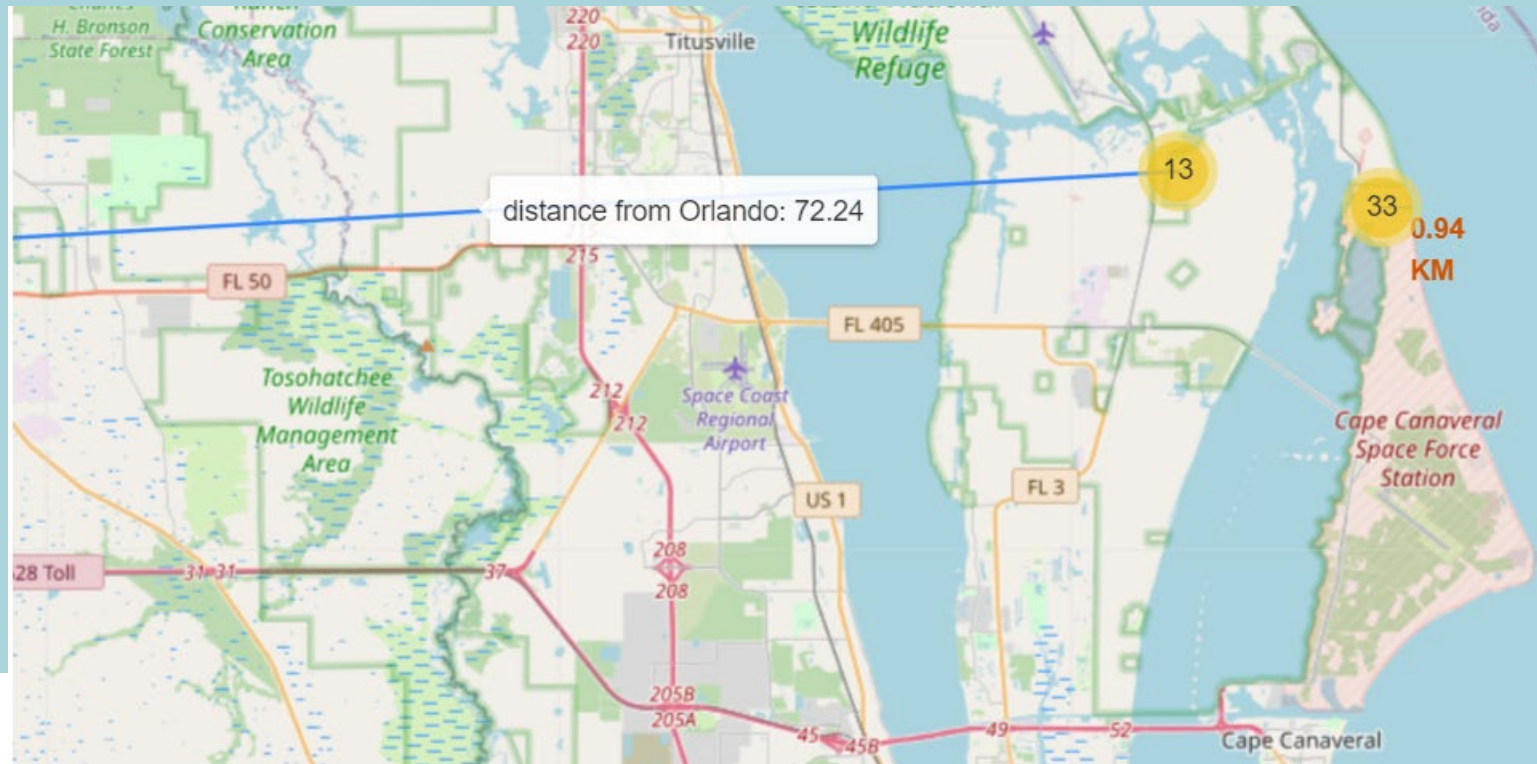 220
220
Titusville
H. Bronson
State Forest
Conservation
Area
Wildlife
Refuge
13
33
0.94
KM
distance from Orlando: 72.24
215
FL 50
FL 405
Tosohatchee
Wildlife
Management
Area
212
212
Space Coast
Regional
Airport
Cape Canaveral
Space Force
Station
FL 3
US 1
208
208
28 Toll
31
31
37
205B
205A
45
45B
49
52
Cape Canaveral